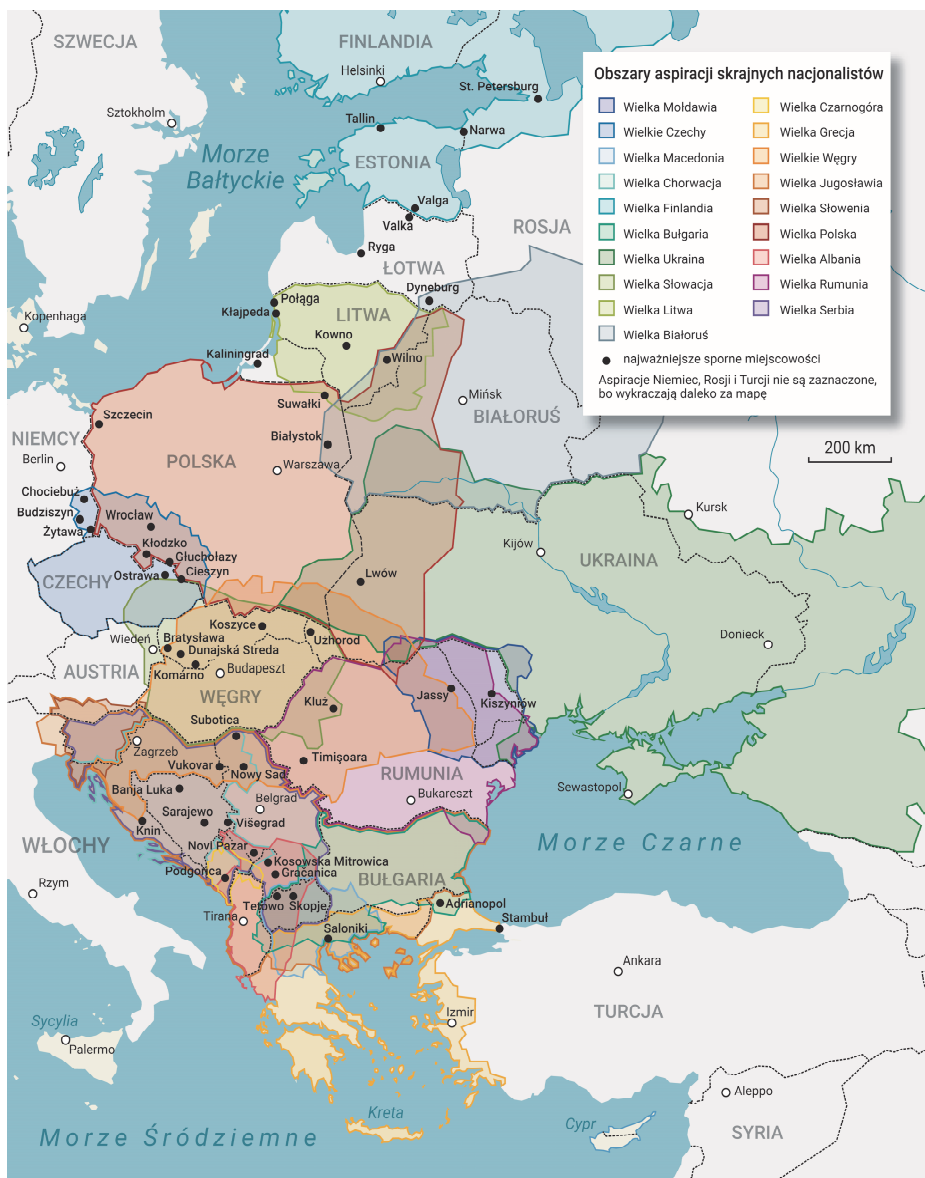 SZWECJA
FINLANDIA
Helsinki
St. Petersburg
Sztokholm
Tallin
Narwa
Morze
Bałtyckie
ESTONIA
Valga
Valka
ROSJA
Ryga
ŁOTWA
Dyneburg
Kopenhaga
Połąga
Kłajpeda
LITWA
Kowno
Kaliningrad
Wilno
Suwałki
Mińsk
BIAŁORUŚ
Szczecin
NIEMCY
Berlin
Białystok
POLSKA
Warszawa
Chociebuż
Budziszyn
Żytawa
Wrocław
Kłodzko
Głuchołazy
Cieszyn
Ostrawa
CZECHY
Kursk
Kijów
UKRAINA
Lwów
Donieck
Koszyce
Użhorod
Wiedeń
Bratysława
Dunajská Streda
Komárno
Budapeszt
AUSTRIA
WĘGRY
Kluż
Jassy
Kiszyniów
Subotica
Zagrzeb
Vukovar
Nowy Sad
Timişoara
RUMUNIA
Bukareszt
Banja Luka
Belgrad
Sarajewo
Višegrad
Knin
Sewastopol
WŁOCHY
Novi Pazar
Kosowska Mitrowica
Gračanica
Podgorica
BUŁGARIA
Morze Czarne
Rzym
Tetowo
Skopje
Adrianopol
Tirana
Stambuł
Saloniki
Ankara
TURCJA
Izmir
Sycylia
Palermo
Aleppo
Kreta
Cypr
SYRIA
Morze Śródziemne
200 km
Obszary aspiracji skrajnych nacjonalistów
Wielka Mołdawia
Wielkie Czechy
Wielka Macedonia
Wielka Chorwacja
Wielka Finlandia
Wielka Bułgaria
Wielka Ukraina
Wielka Słowacja
Wielka Litwa
Wielka Białoruś
Wielka Czarnogóra
Wielka Grecja
Wielkie Węgry
Wielka Jugosławia
Wielka Słowenia
Wielka Polska
Wielka Albania
Wielka Rumunia
Wielka Serbia
najważniejsze sporne miejscowości
Aspiracje Niemiec, Rosji i Turcji nie są zaznaczone,
bo wykraczają daleko za mapę